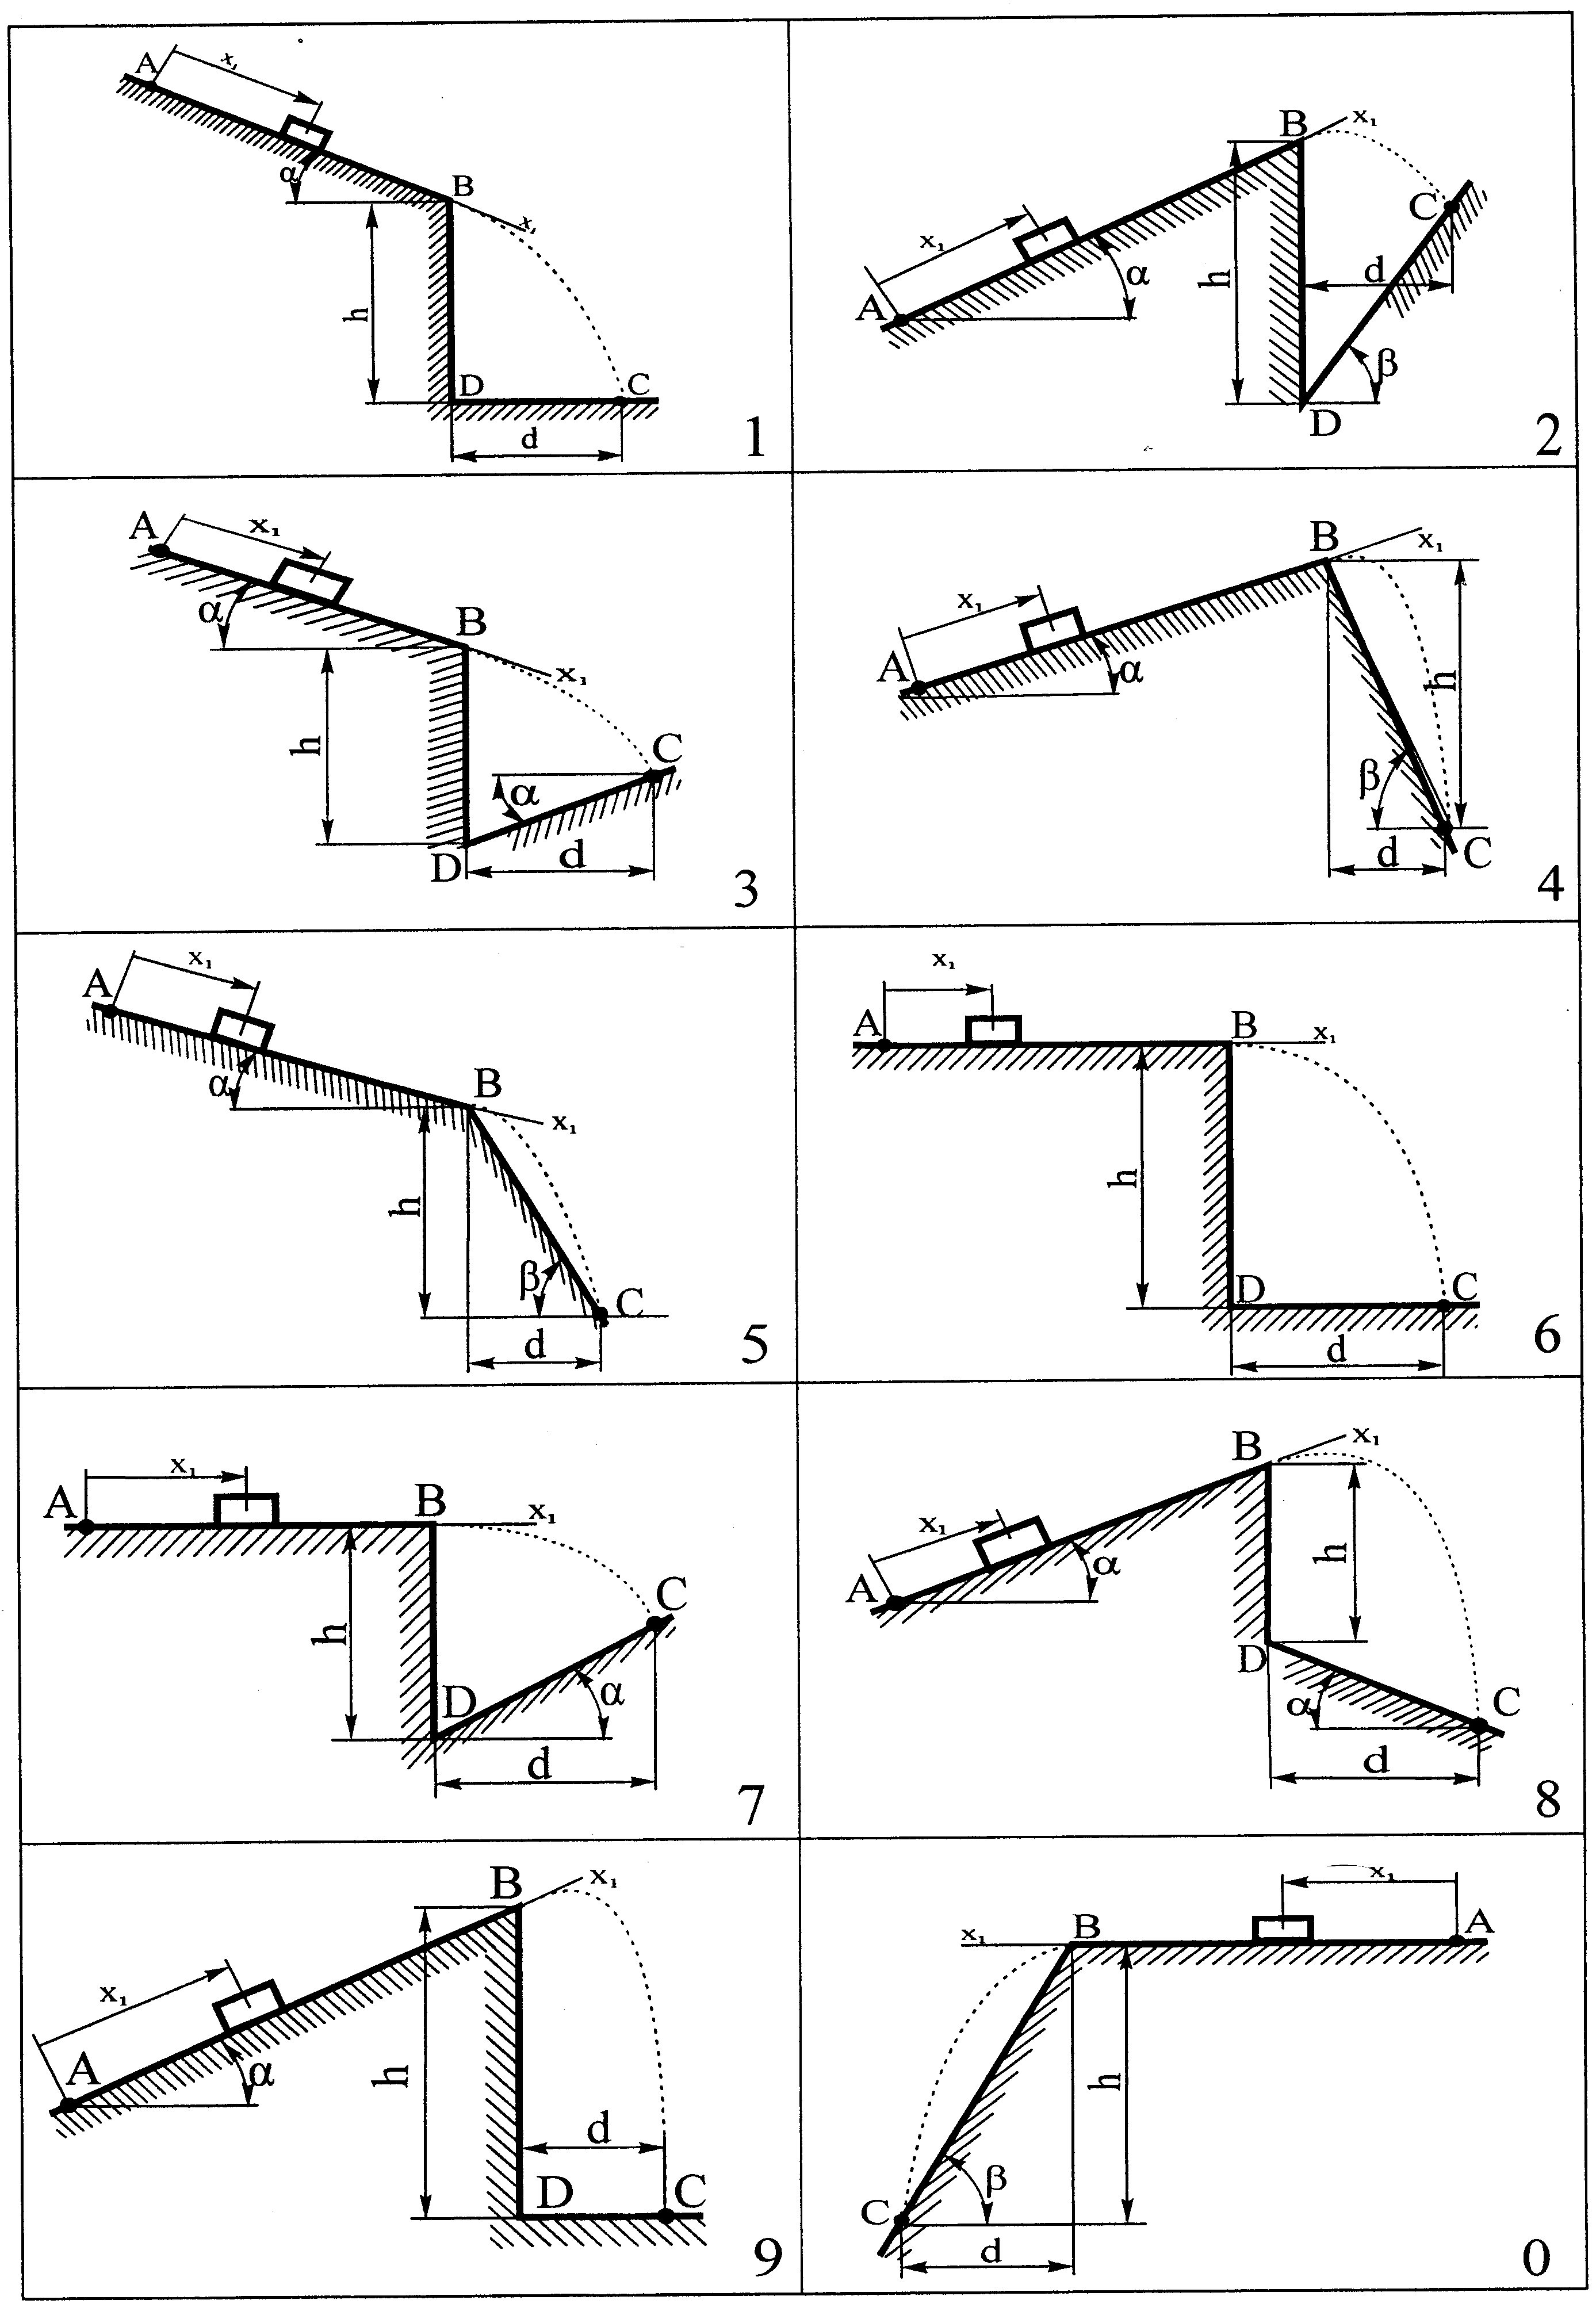 A x₁
α B
x₁
h
D C
d 1
B x₁
C
x₁ α h d
A β
D 2
A x₁
α B
x₁
h C
α
D d 3
B x₁
x₁
A α h
β
d C 4
A x₁
α B
x₁
h
β C
d 5
x₁
A B x₁
h
D C
d 6
x₁
A B x₁
C
h
D α
d 7
B x₁
x₁ h
A α
D
α C
d 8
B x₁
x₁
A α h
d
D C
9
x₁
x₁ B A
h
β
C
d 0